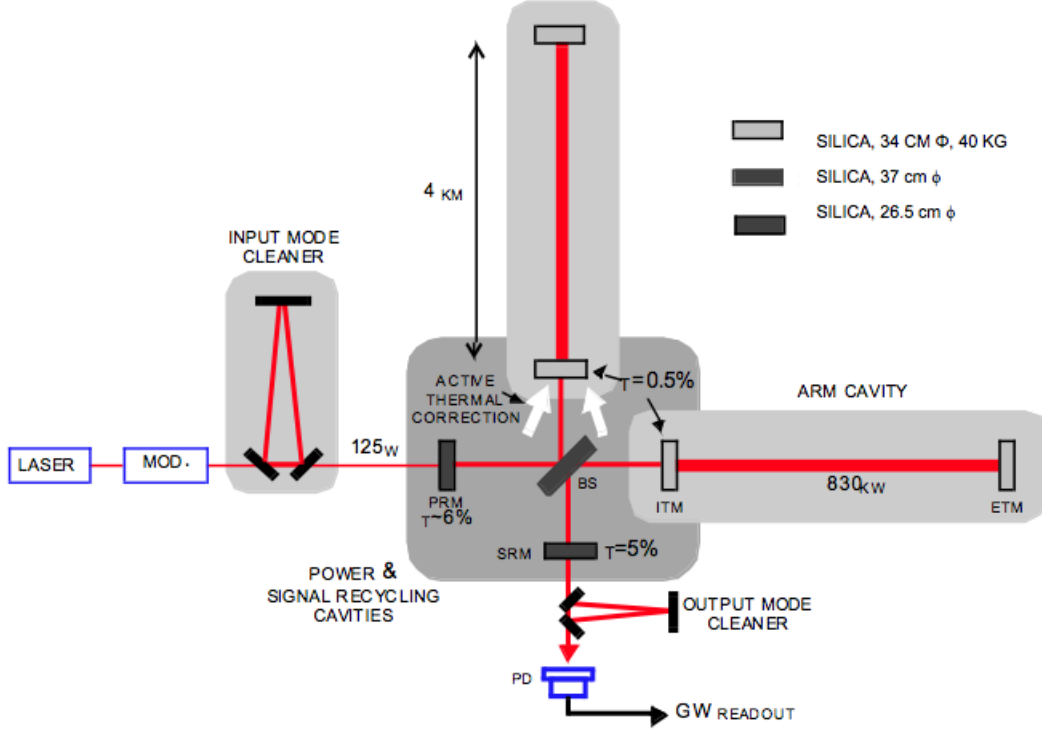 SILICA, 34 CM Φ, 40 KG
SILICA, 37 cm ϕ
SILICA, 26.5 cm ϕ
4 KM
INPUT MODE
CLEANER
ACTIVE
THERMAL
CORRECTION
T=0.5%
ARM CAVITY
LASER
MOD.
125W
PRM
T~6%
BS
ITM
830KW
ETM
SRM
T=5%
POWER &
SIGNAL RECYCLING
CAVITIES
OUTPUT MODE
CLEANER
PD
GW READOUT